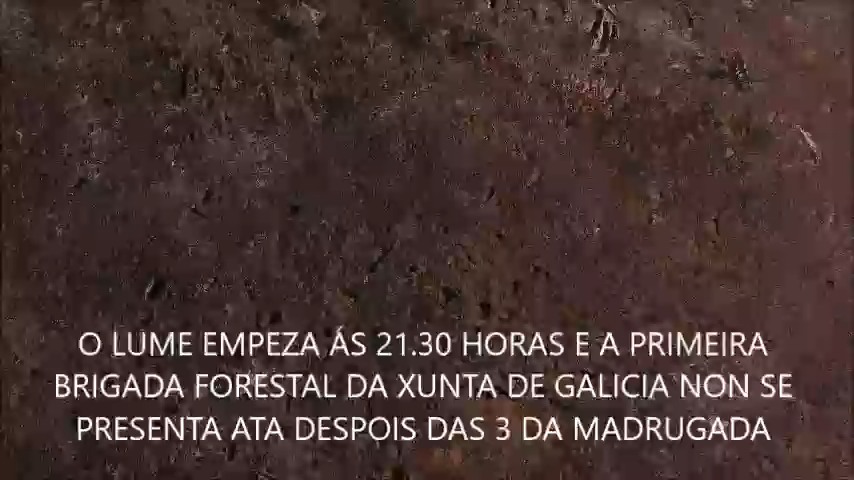 O LUME EMPEZA ÁS 21.30 HORAS E A PRIMEIRA
BRIGADA FORESTAL DA XUNTA DE GALICIA NON SE
PRESENTA ATA DESPOIS DAS 3 DA MADRUGADA